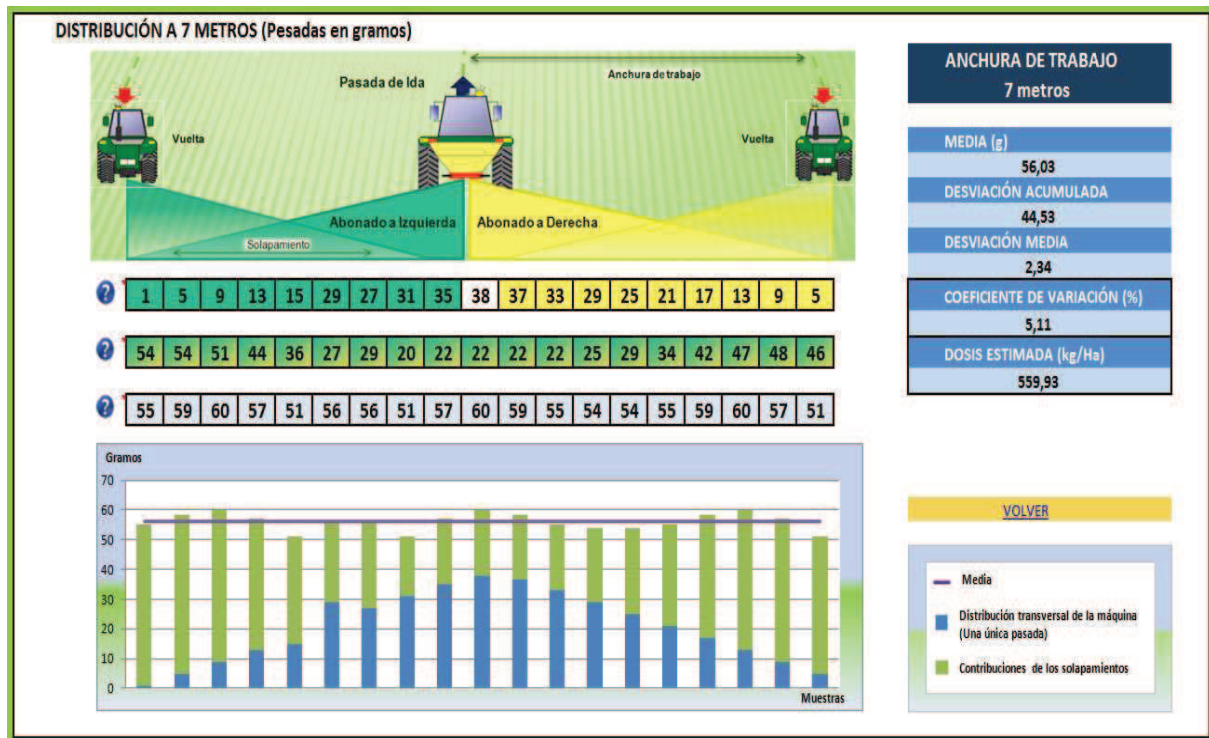 DISTRIBUCIÓN A 7 METROS (Pesadas en gramos)
Pasada de Ida
Anchura de trabajo
Vuelta
Vuelta
Abonado a Izquierda
Abonado a Derecha
Solapamiento
? 1 5 9 13 15 29 27 31 35 38 37 33 29 25 21 17 13 9 5
? 54 54 51 44 36 27 29 20 22 22 22 22 25 29 34 42 47 48 46
? 55 59 60 57 51 56 56 51 57 60 59 55 54 54 55 59 60 57 51
Gramos
70
60
50
40
30
20
10
0
Muestras
ANCHURA DE TRABAJO
7 metros
MEDIA (g)
56,03
DESVIACIÓN ACUMULADA
44,53
DESVIACIÓN MEDIA
2,34
COEFICIENTE DE VARIACIÓN (%)
5,11
DOSIS ESTIMADA (kg/Ha)
559,93
VOLVER
Media
Distribución transversal de la máquina
(Una única pasada)
Contribuciones de los solapamientos